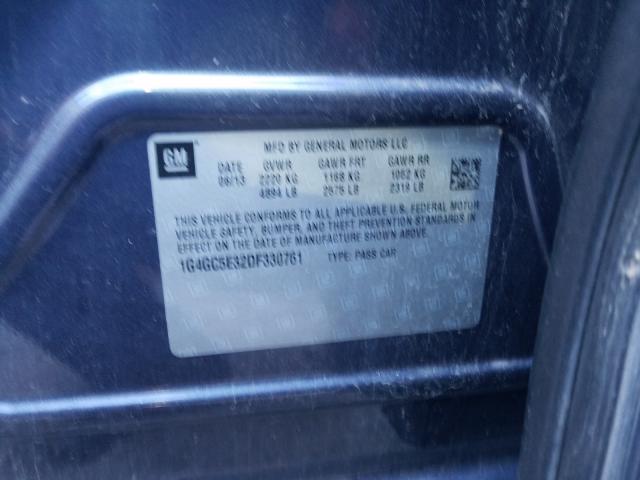 GM
MFD BY GENERAL MOTORS LLC
DATE GVWR GAWR FRT GAWR RR
06/13 2220 KG 1168 KG 1052 KG
4894 LB 2575 LB 2319 LB
THIS VEHICLE CONFORMS TO ALL APPLICABLE U.S. FEDERAL MOTOR
VEHICLE SAFETY, BUMPER, AND THEFT PREVENTION STANDARDS IN
EFFECT ON THE DATE OF MANUFACTURE SHOWN ABOVE.
1G4GC5E32DF330761 TYPE: PASS CAR